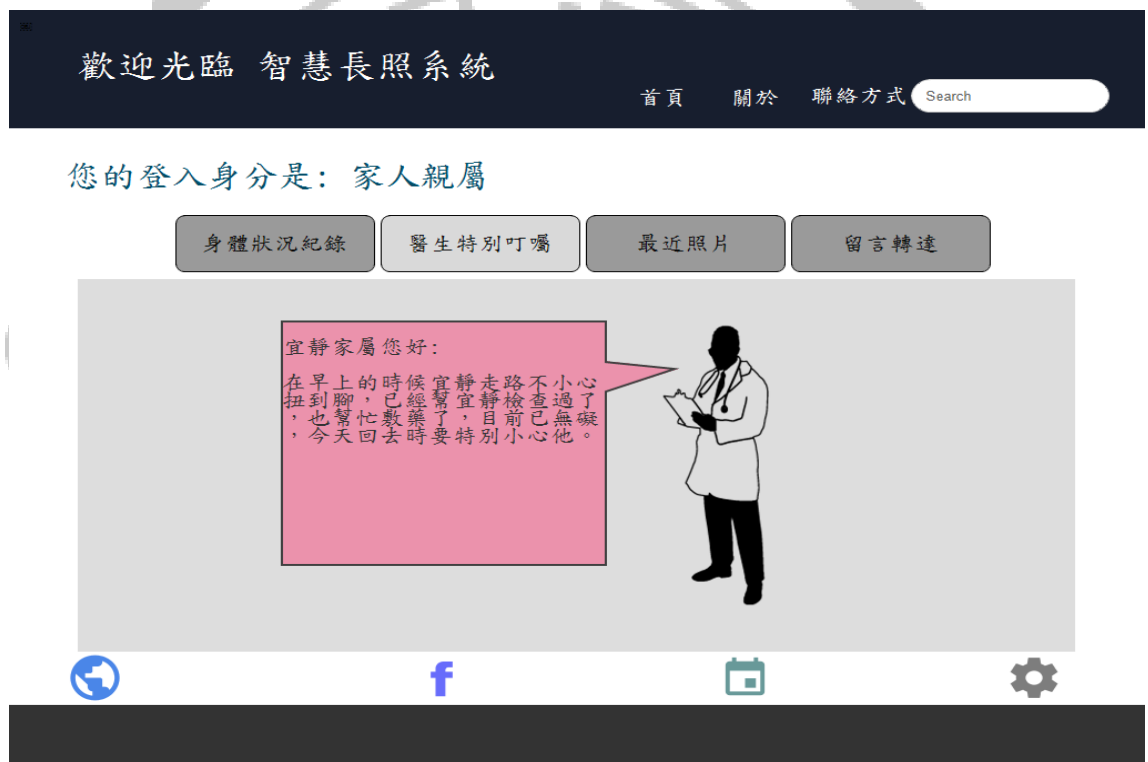 歡迎光臨 智慧長照系統
首頁 關於 聯絡方式 Search
您的登入身分是: 家人親屬
身體狀況紀錄 醫生特別叮囑 最近照片 留言轉達
宜靜家屬您好:
在早上的時候宜靜走路不小心
扭到腳，已經幫宜靜檢查過了
，也幫忙敷藥了，目前已無礙
，今天回去時要特別小心他。
f